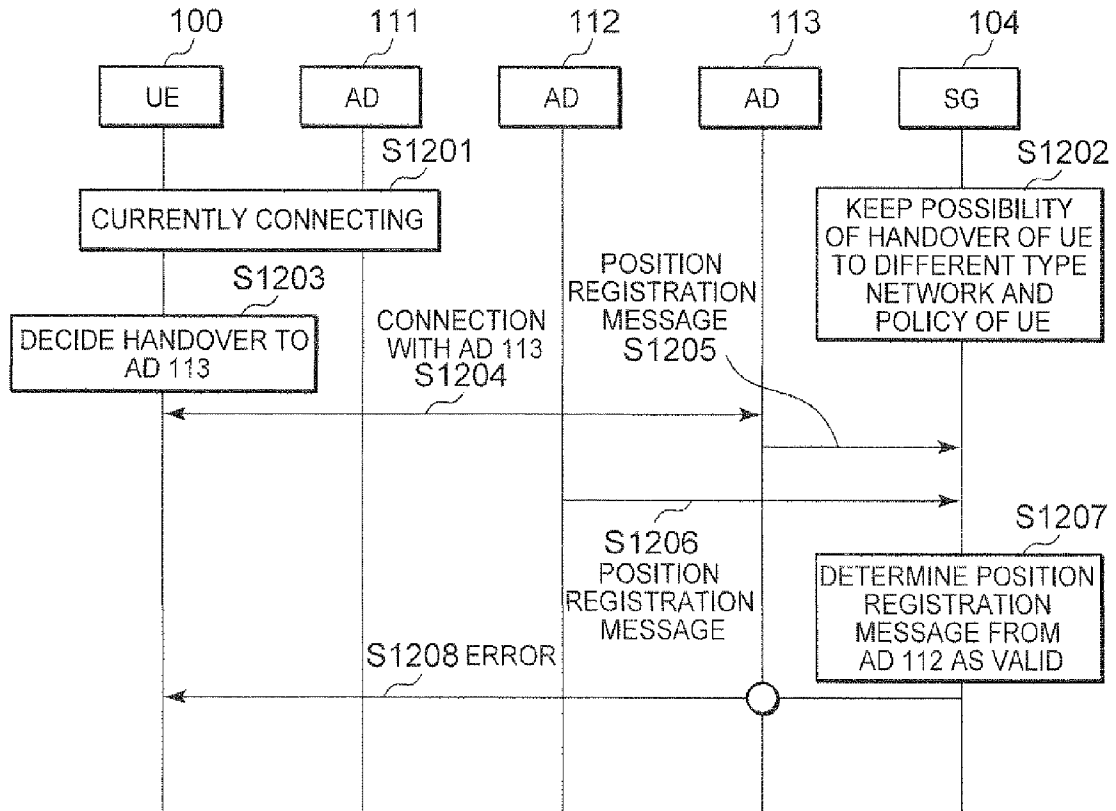 100
111
112
113
104
UE
AD
AD
AD
SG
S1201
CURRENTLY CONNECTING
S1202
KEEP POSSIBILITY
OF HANDOVER OF UE
TO DIFFERENT TYPE
NETWORK AND
POLICY OF UE
S1203
DECIDE HANDOVER TO
AD 113
CONNECTION
WITH AD 113
S1204
POSITION
REGISTRATION
MESSAGE
S1205
S1206
POSITION
REGISTRATION
MESSAGE
S1207
DETERMINE POSITION
REGISTRATION
MESSAGE FROM
AD 112 AS VALID
S1208 ERROR